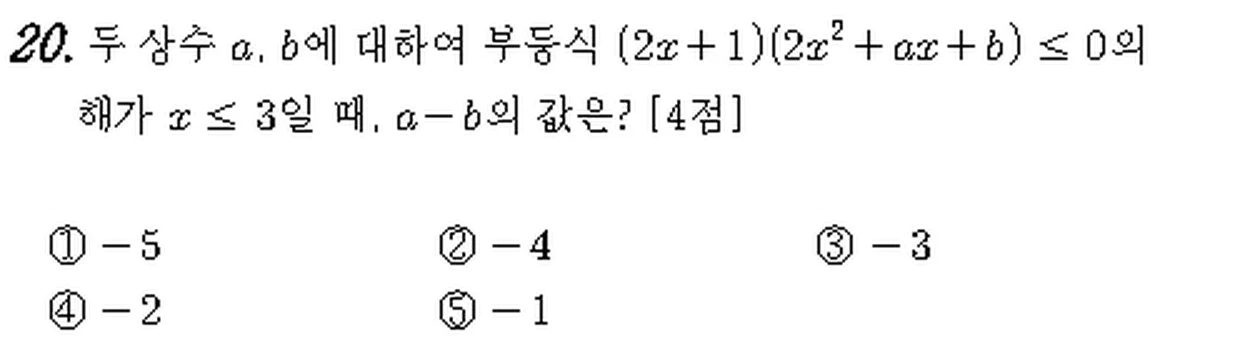 20. 두 상수 a, b에 대하여 부등식 (2x+1)(2x²+ax+b) ≤ 0의
해가 x ≤ 3일 때, a-b의 값은? [4점]
① -5 ② -4 ③ -3
④ -2 ⑤ -1